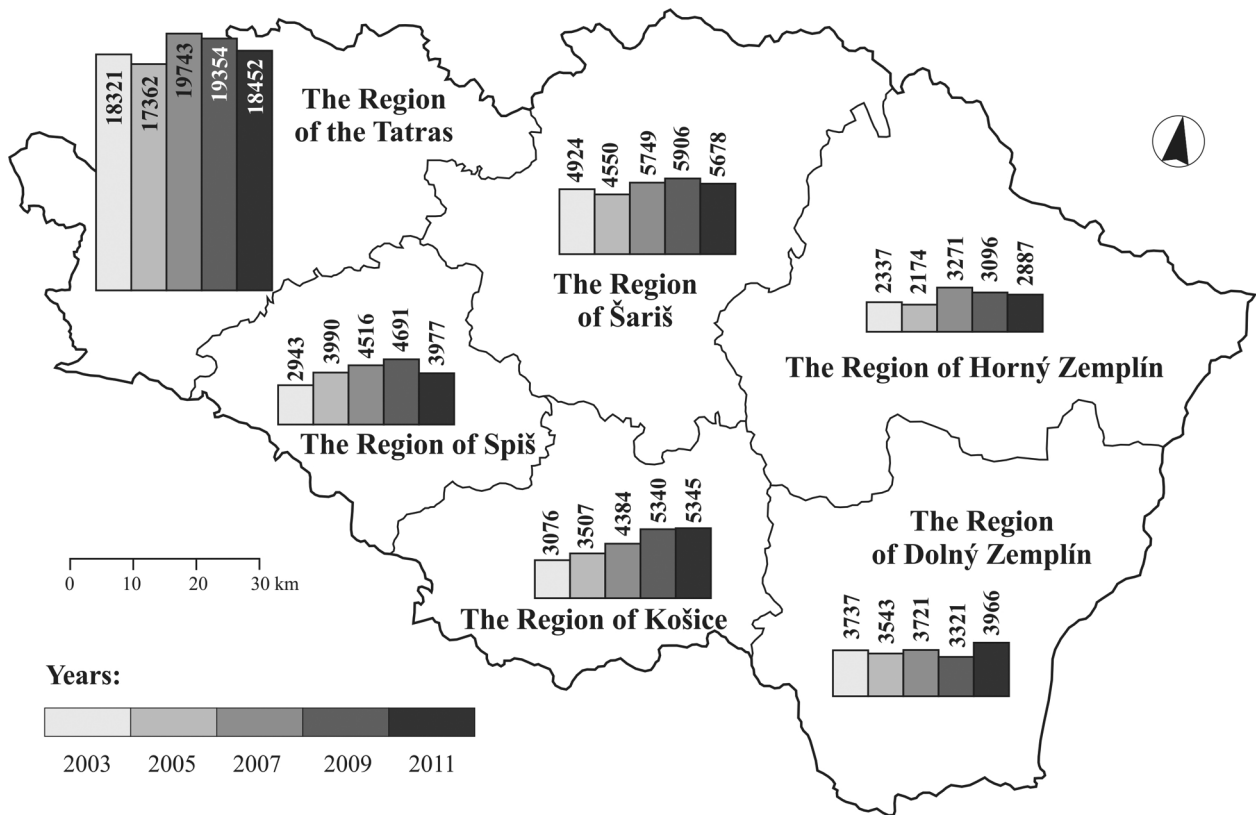 18321
17362
19743
19354
18452
The Region
of the Tatras
4924
4550
5749
5906
5678
The Region
of Šariš
2337
2174
3271
3096
2887
The Region of Horný Zemplín
2943
3990
4516
4691
3977
The Region of Spiš
3076
3507
4384
5340
5345
The Region of Košice
The Region
of Dolný Zemplín
3737
3543
3721
3321
3966
0 10 20 30 km
Years:
2003 2005 2007 2009 2011